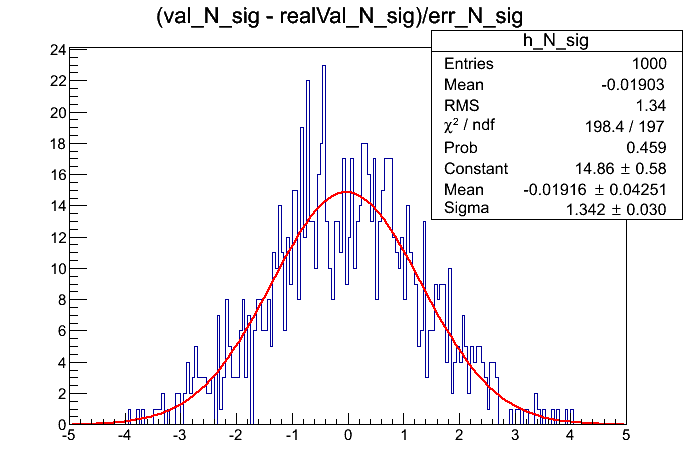 (val_N_sig - realVal_N_sig)/err_N_sig
h_N_sig
Entries 1000
Mean -0.01903
RMS 1.34
χ² / ndf 198.4 / 197
Prob 0.459
Constant 14.86 ± 0.58
Mean -0.01916 ± 0.04251
Sigma 1.342 ± 0.030
24
22
20
18
16
14
12
10
8
6
4
2
0
-5 -4 -3 -2 -1 0 1 2 3 4 5